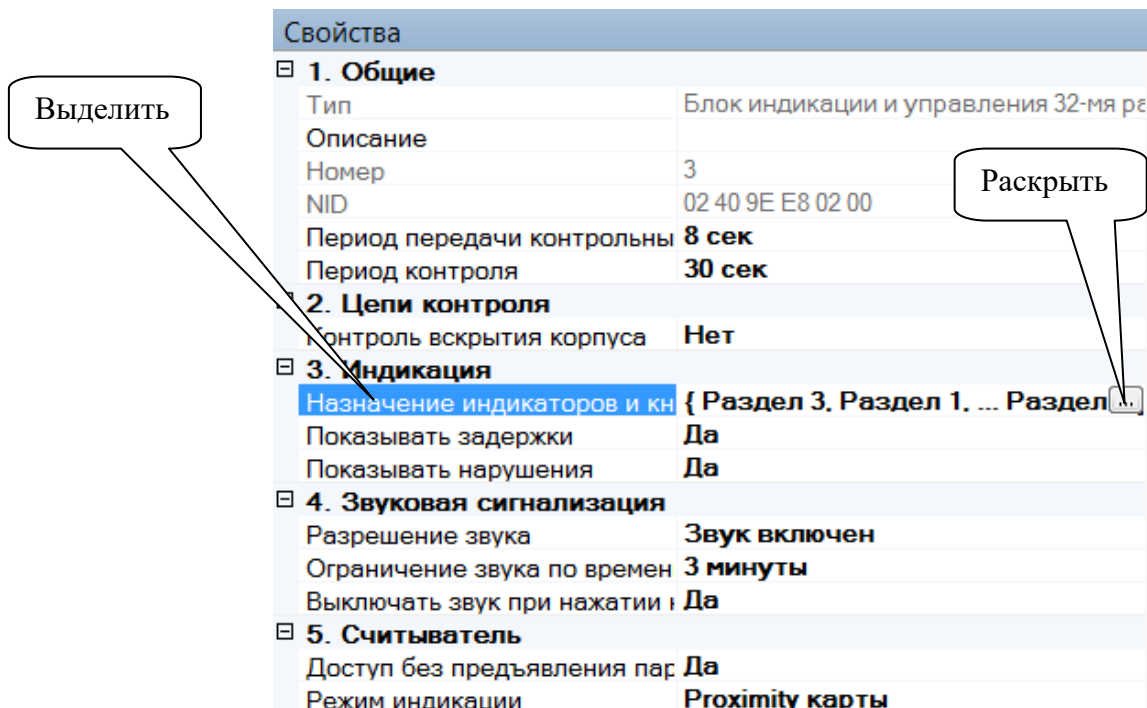 Свойства
1. Общие
Выделить
Тип Блок индикации и управления 32-мя ра
Описание
Номер 3
Раскрыть
NID 02 40 9E E8 02 00
Период передачи контрольны 8 сек
Период контроля 30 сек
2. Цепи контроля
Контроль вскрытия корпуса Нет
3. Индикация
Назначение индикаторов и кн { Раздел 3, Раздел 1, ... Раздел ...
Показывать задержки Да
Показывать нарушения Да
4. Звуковая сигнализация
Разрешение звука Звук включен
Ограничение звука по времен 3 минуты
Выключать звук при нажатии к Да
5. Считыватель
Доступ без предъявления пар Да
Режим индикации Proximity карты